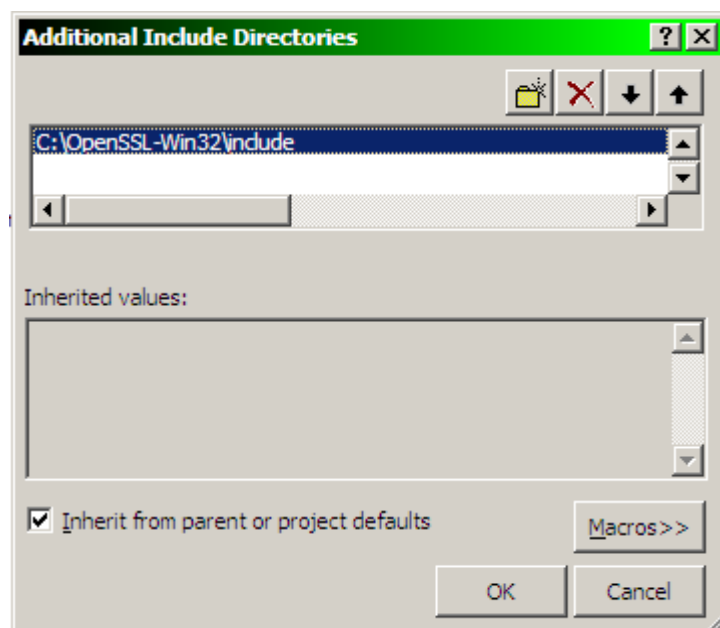 Additional Include Directories
C:\OpenSSL-Win32\include
Inherited values:
Inherit from parent or project defaults
Macros>>
OK
Cancel